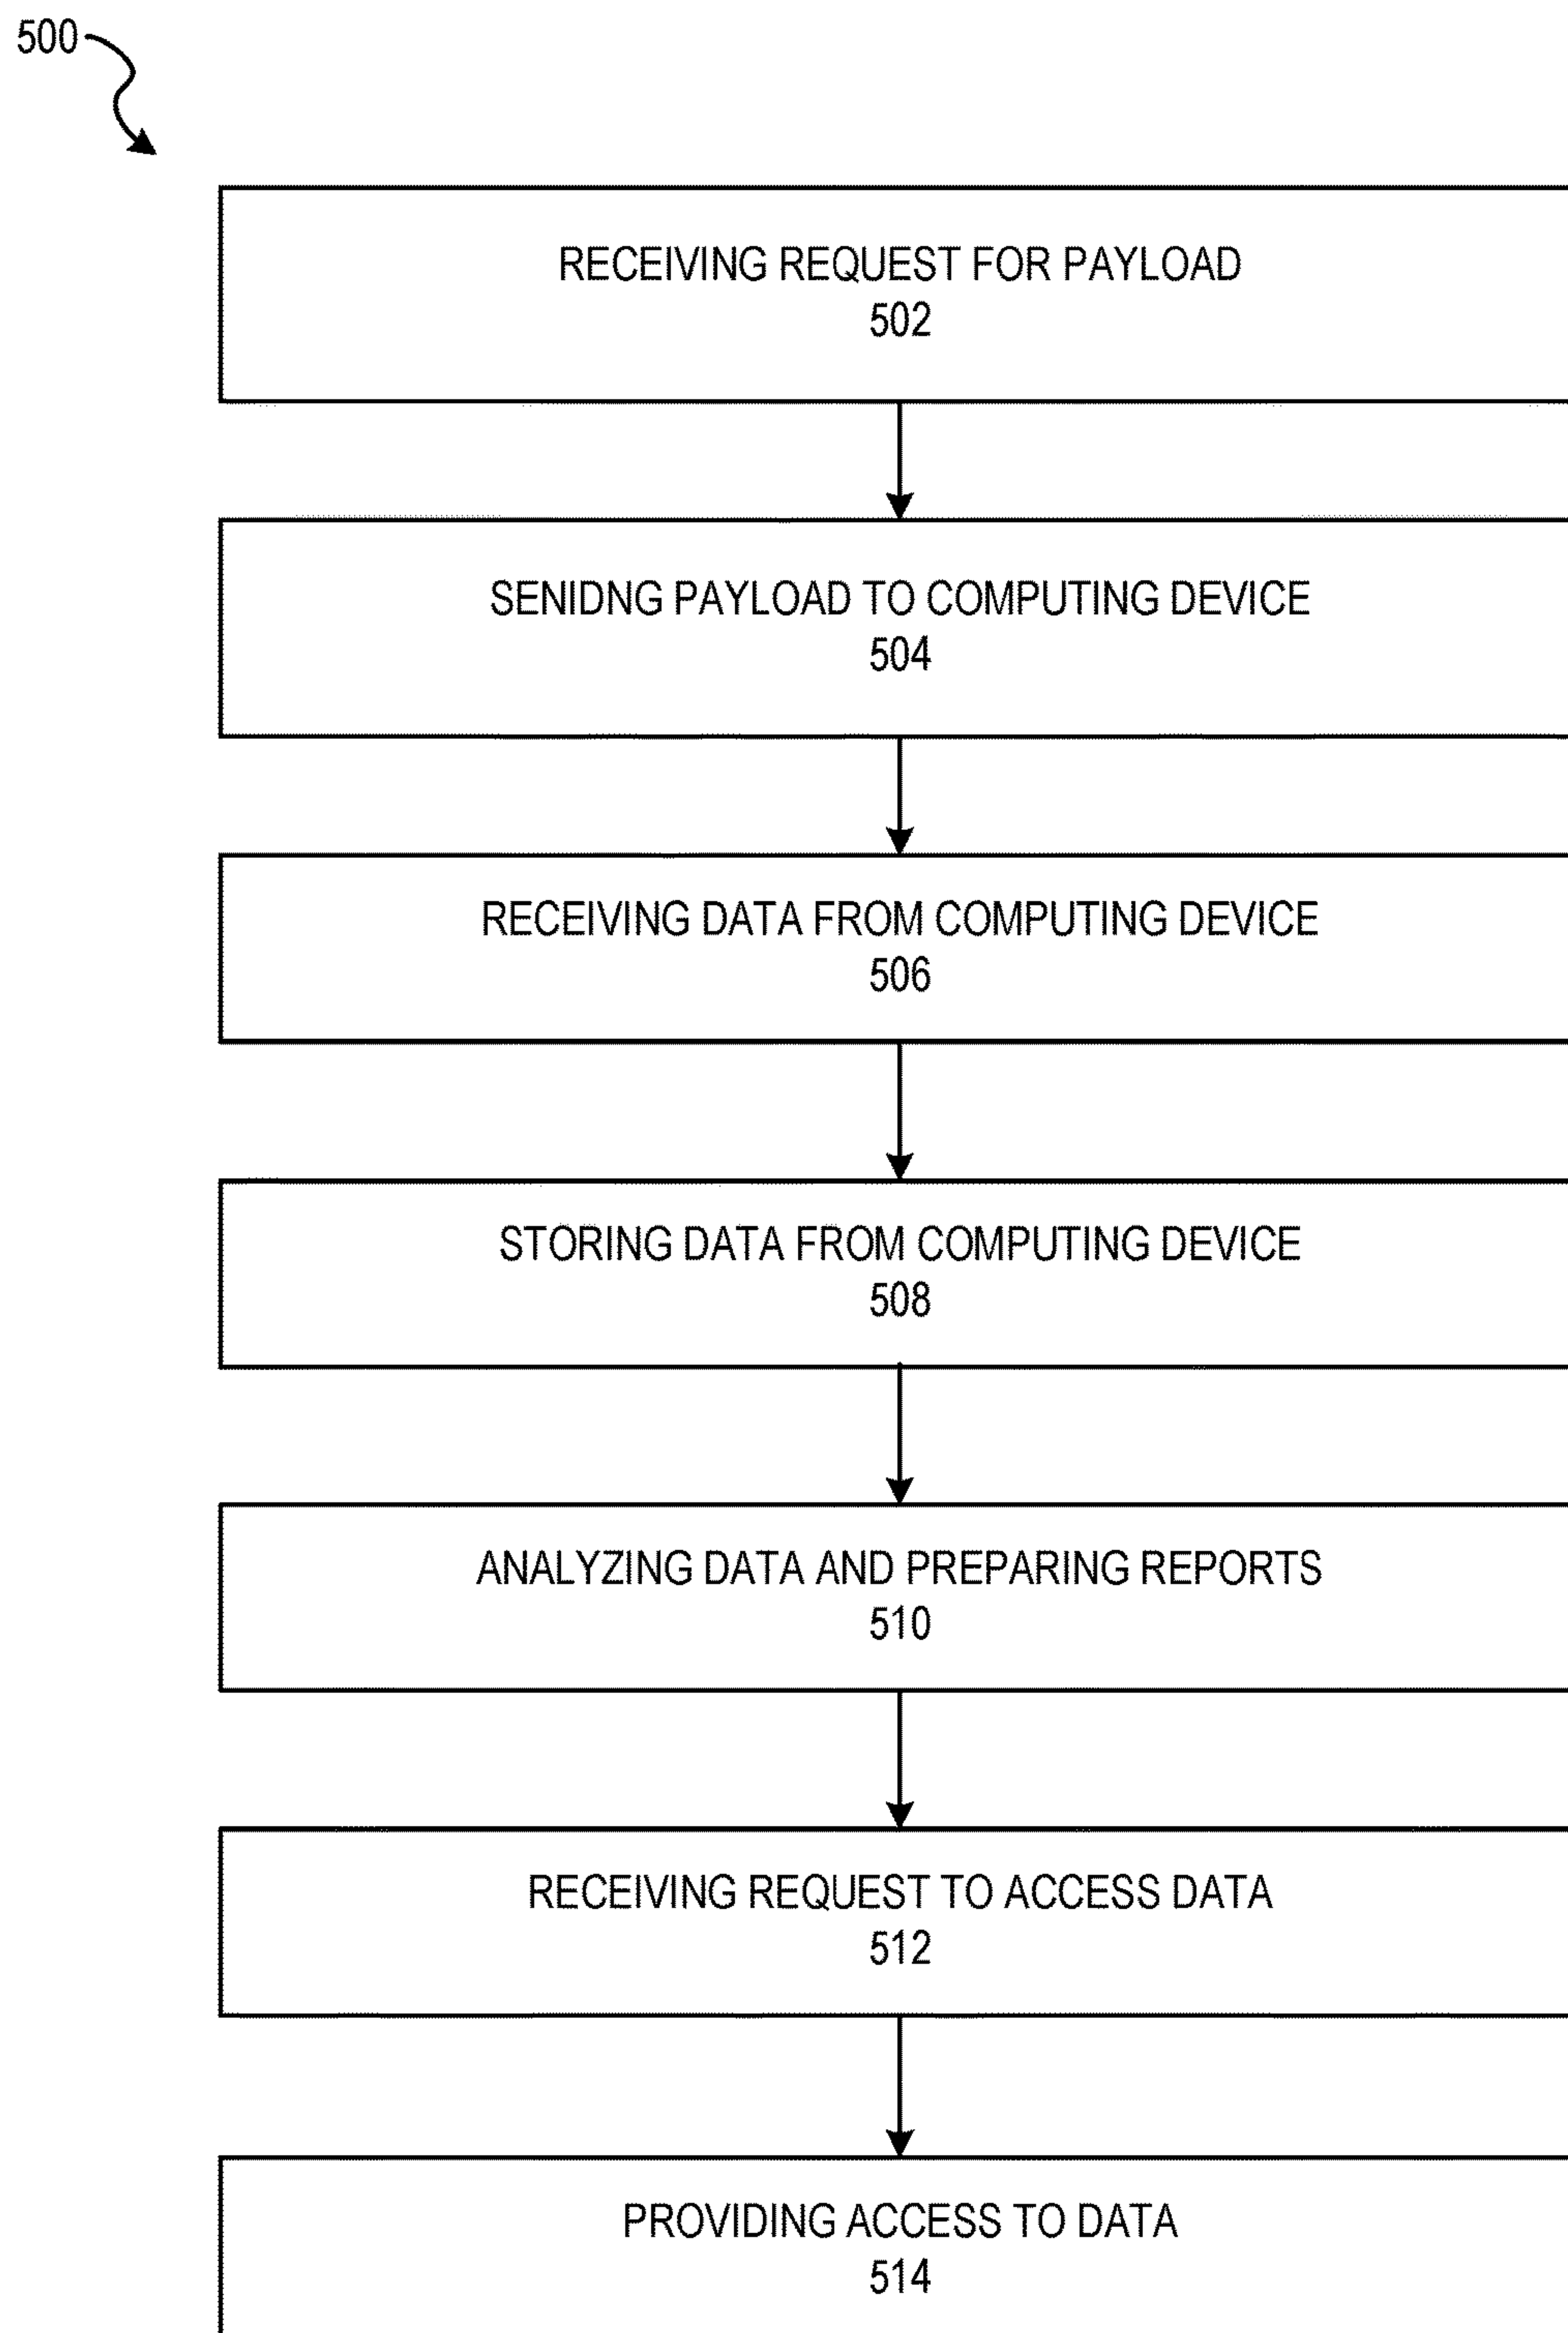 500
RECEIVING REQUEST FOR PAYLOAD
502
SENIDNG PAYLOAD TO COMPUTING DEVICE
504
RECEIVING DATA FROM COMPUTING DEVICE
506
STORING DATA FROM COMPUTING DEVICE
508
ANALYZING DATA AND PREPARING REPORTS
510
RECEIVING REQUEST TO ACCESS DATA
512
PROVIDING ACCESS TO DATA
514